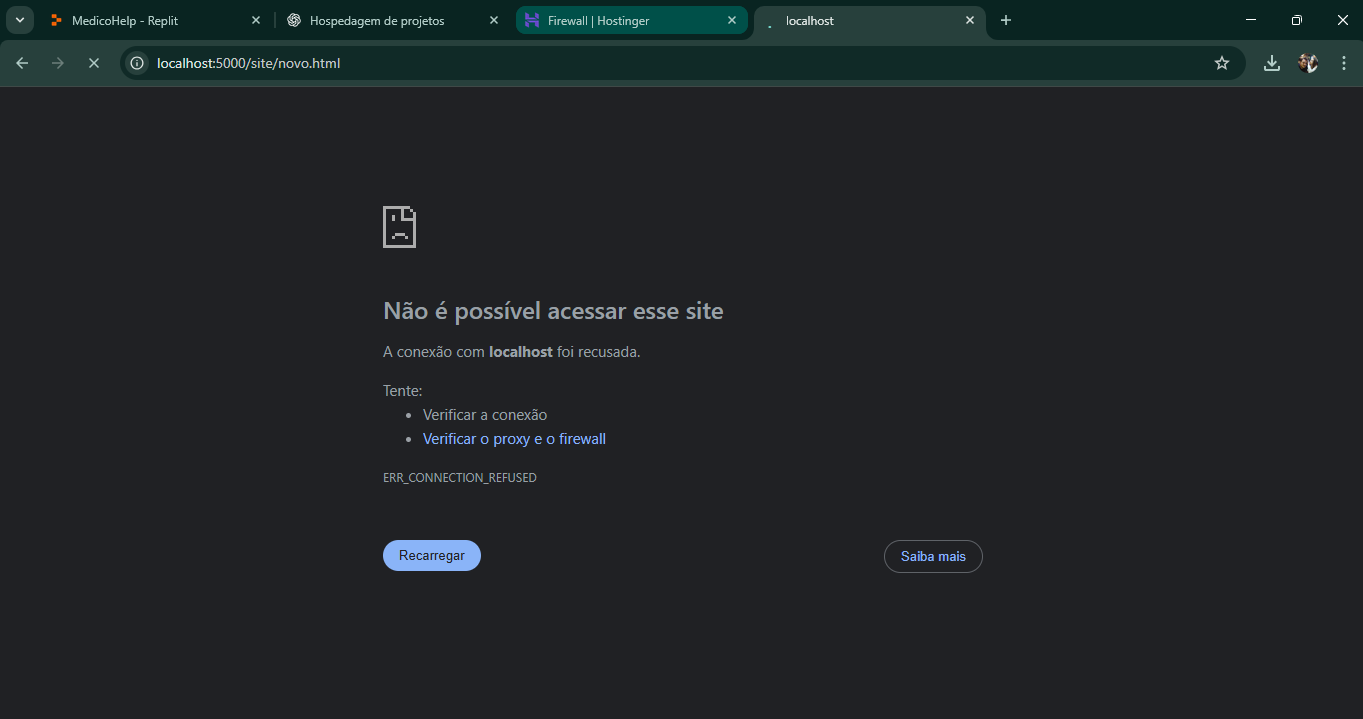 MedicoHelp - Replit
Hospedagem de projetos
Firewall | Hostinger
localhost
localhost:5000/site/novo.html
Não é possível acessar esse site
A conexão com localhost foi recusada.
Tente:
• Verificar a conexão
• Verificar o proxy e o firewall
ERR_CONNECTION_REFUSED
Recarregar
Saiba mais